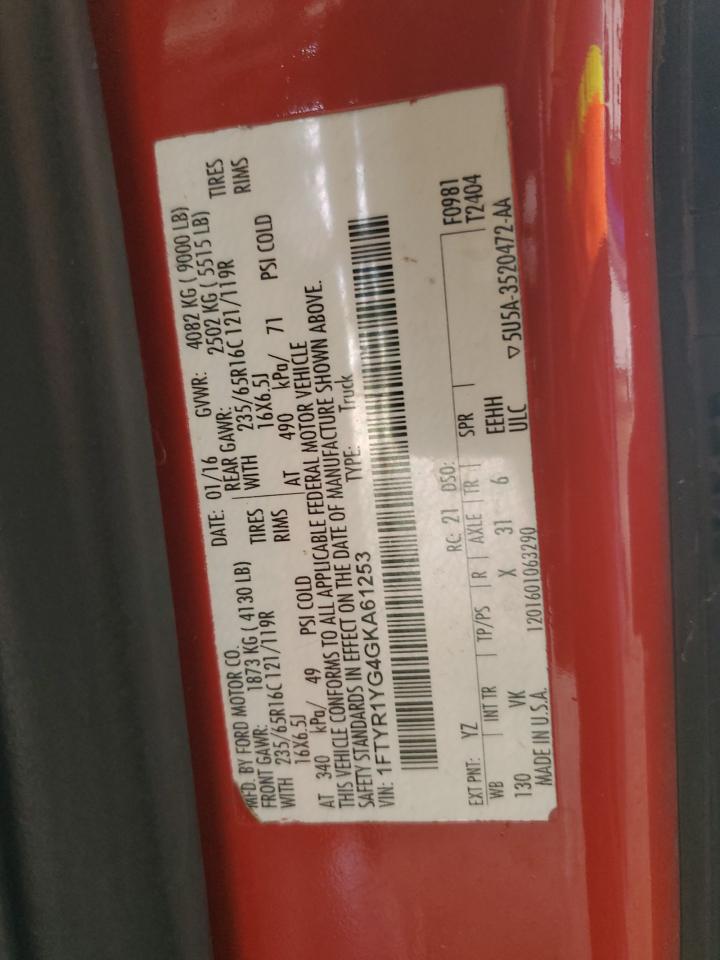 MFD. BY FORD MOTOR CO. DATE: 01/16 GVWR: 4082 KG ( 9000 LB)
FRONT GAWR: 1873 KG ( 4130 LB) REAR GAWR: 2502 KG ( 5515 LB)
WITH 235/65R16C 121/119R TIRES WITH 235/65R16C 121/119R TIRES
16X6.5J RIMS 16X6.5J RIMS
AT 340 kPa/ 49 PSI COLD AT 490 kPa/ 71 PSI COLD
THIS VEHICLE CONFORMS TO ALL APPLICABLE FEDERAL MOTOR VEHICLE
SAFETY STANDARDS IN EFFECT ON THE DATE OF MANUFACTURE SHOWN ABOVE.
VIN: 1FTYR1YG4GKA61253 TYPE: Truck
EXT PNT: YZ RC: 21 DSO: F0981
WB INT TR TP/PS R AXLE TR SPR T2404
130 VK X 31 6 EEHH
MADE IN U.S.A. 1201601063290 ULC ▽ 5U5A-3520472-AA